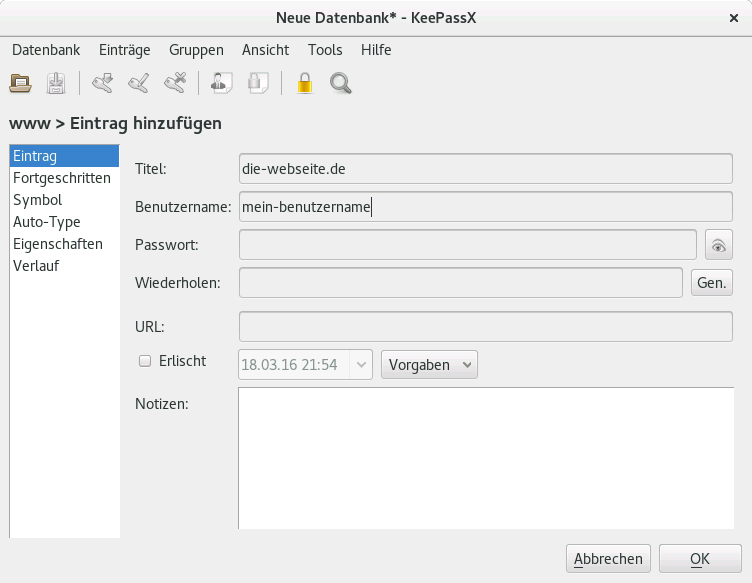 Neue Datenbank* - KeePassX
Datenbank Einträge Gruppen Ansicht Tools Hilfe
www > Eintrag hinzufügen
Eintrag
Fortgeschritten
Symbol
Auto-Type
Eigenschaften
Verlauf
Titel: die-webseite.de
Benutzername: mein-benutzername
Passwort:
Wiederholen: Gen.
URL:
Erlischt 18.03.16 21:54 Vorgaben
Notizen:
Abbrechen OK